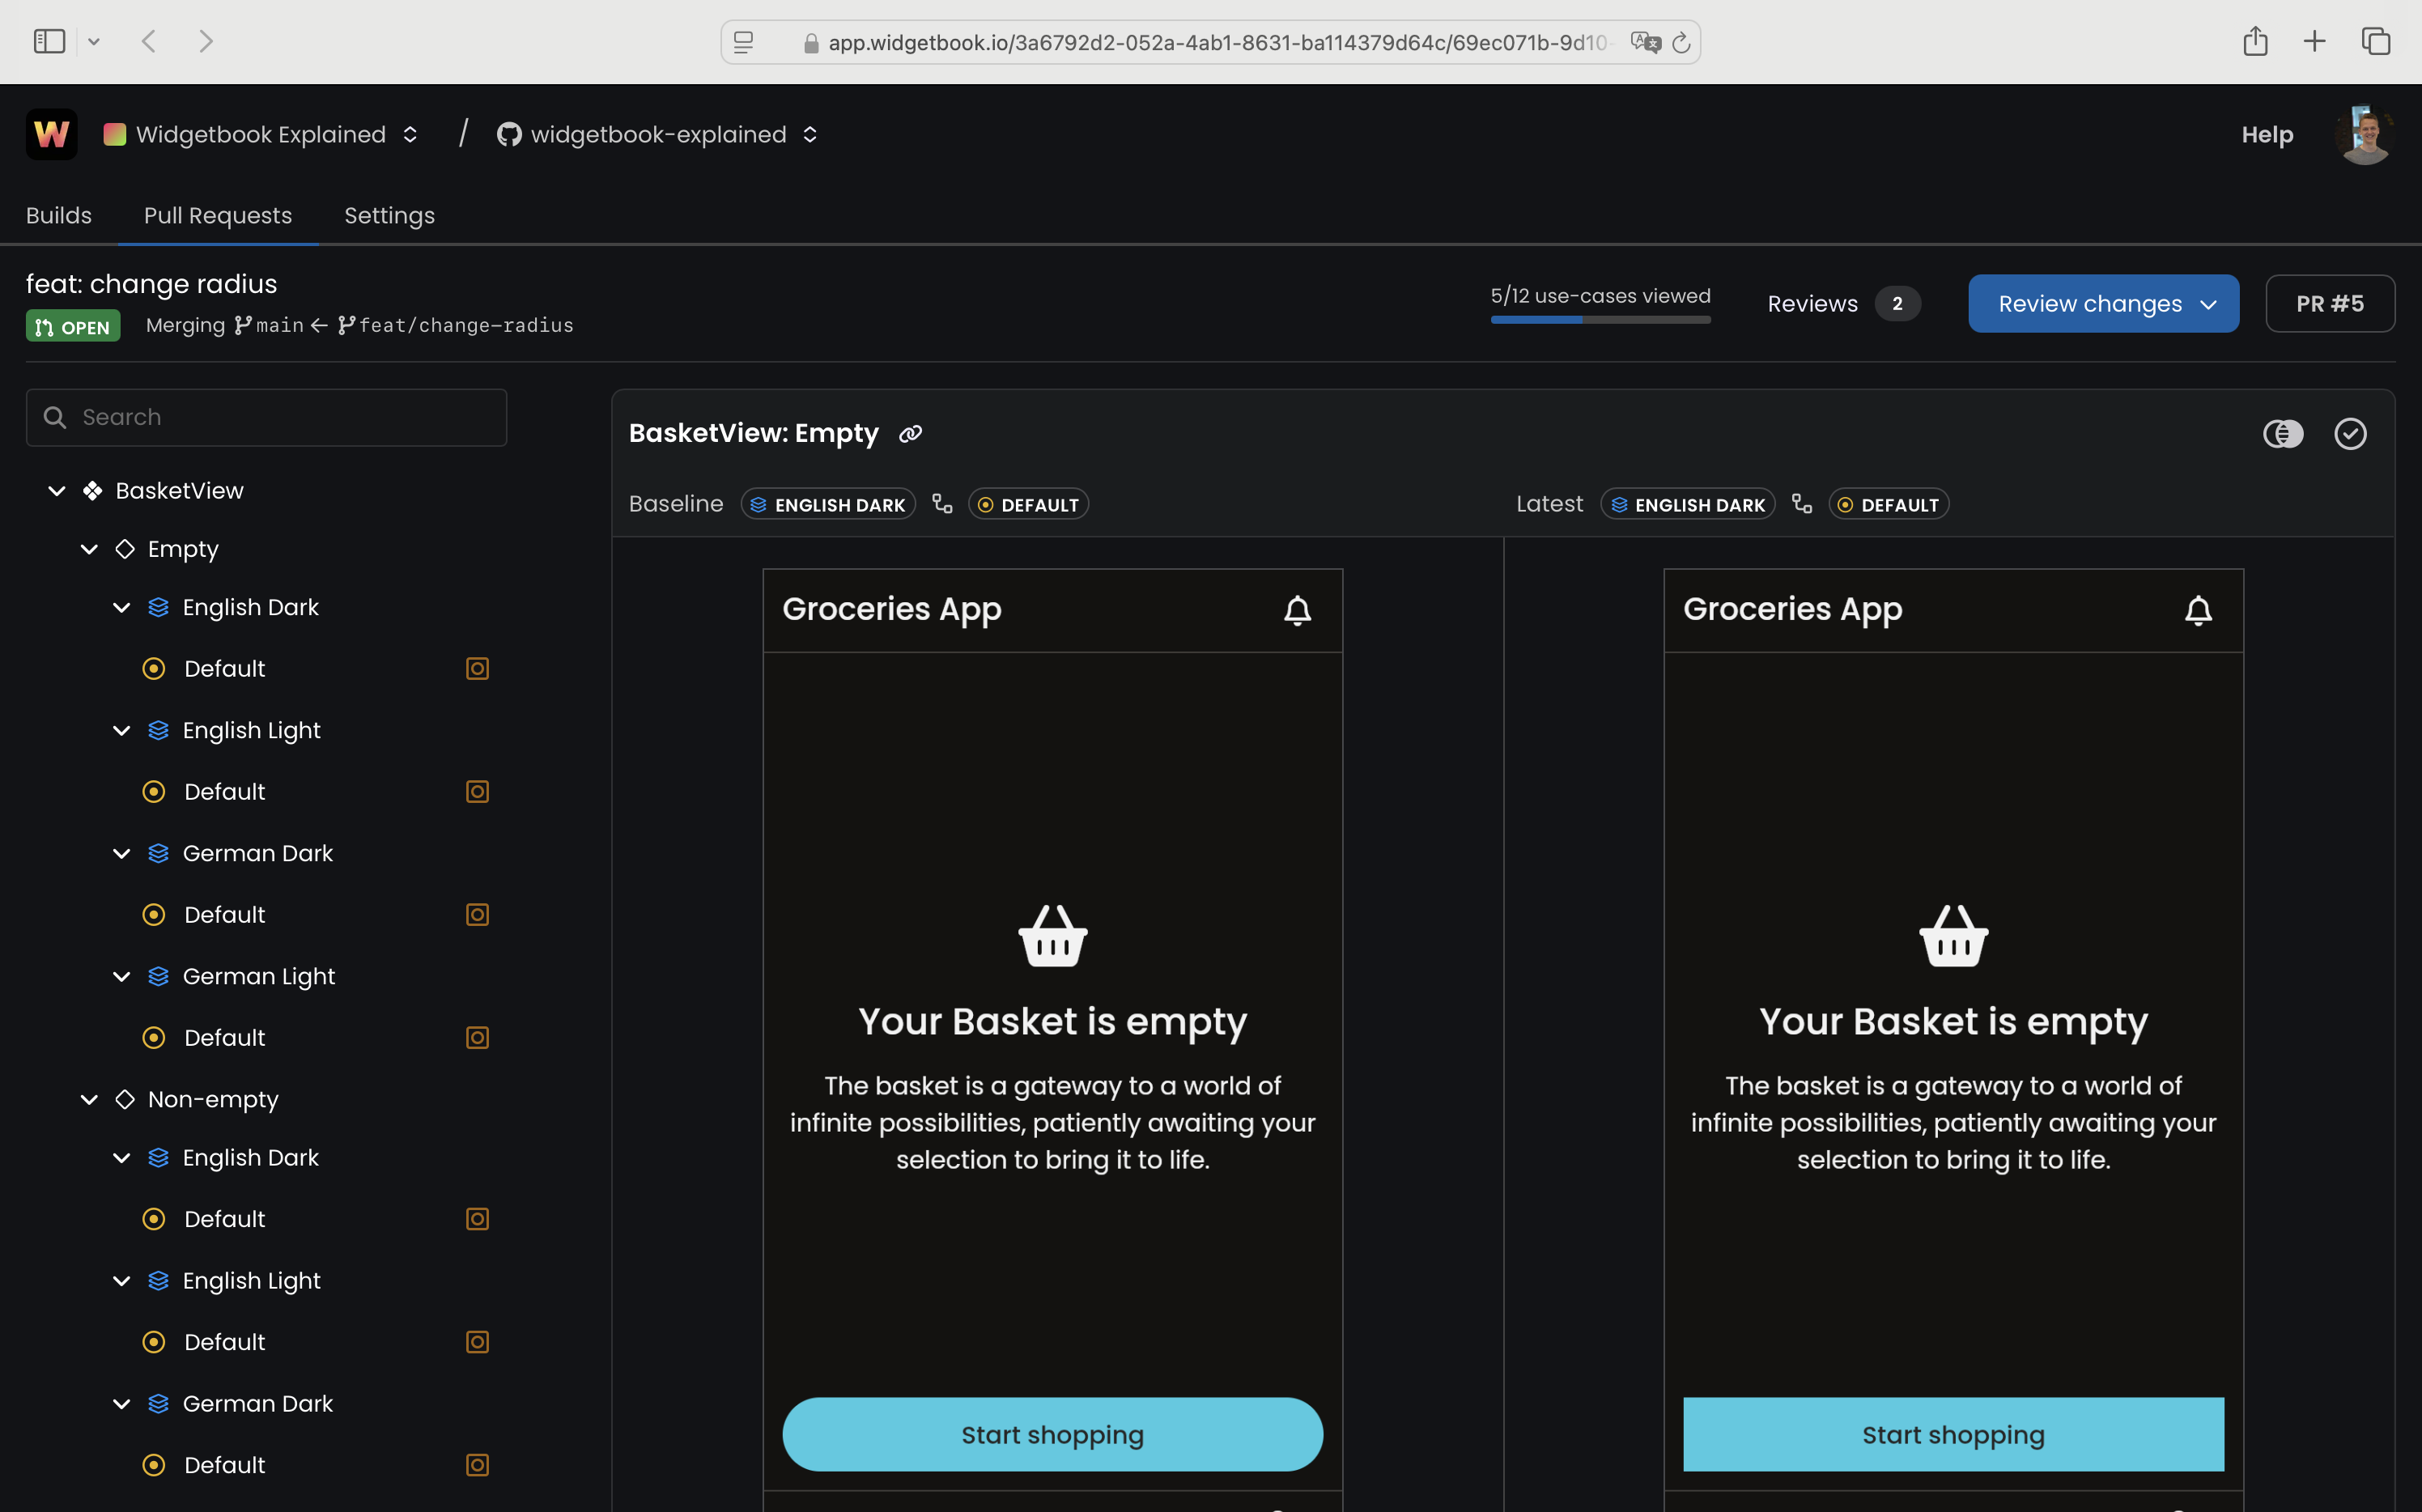 app.widgetbook.io/3a6792d2-052a-4ab1-8631-ba114379d64c/69ec071b-9d10-
W Widgetbook Explained / widgetbook-explained Help
Builds Pull Requests Settings
feat: change radius
OPEN Merging main ← feat/change-radius
5/12 use-cases viewed Reviews 2 Review changes PR #5
Search
BasketView
Empty
English Dark
Default
English Light
Default
German Dark
Default
German Light
Default
Non-empty
English Dark
Default
English Light
Default
German Dark
Default
BasketView: Empty
Baseline ENGLISH DARK DEFAULT
Latest ENGLISH DARK DEFAULT
Groceries App
Your Basket is empty
The basket is a gateway to a world of
infinite possibilities, patiently awaiting your
selection to bring it to life.
Start shopping
Groceries App
Your Basket is empty
The basket is a gateway to a world of
infinite possibilities, patiently awaiting your
selection to bring it to life.
Start shopping